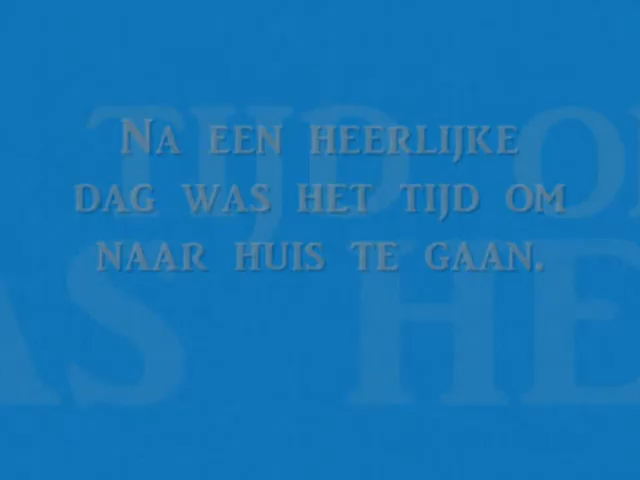 Na een heerlijke
dag was het tijd om
naar huis te gaan.